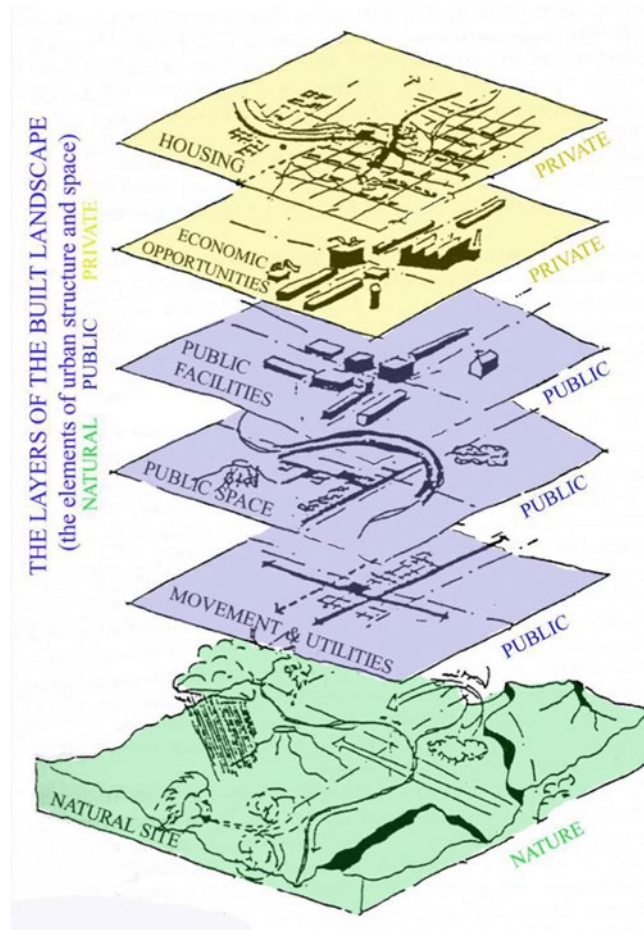 THE LAYERS OF THE BUILT LANDSCAPE
(the elements of urban structure and space)
NATURAL PUBLIC PRIVATE
HOUSING
PRIVATE
ECONOMIC
OPPORTUNITIES
PRIVATE
PUBLIC
FACILITIES
PUBLIC
PUBLIC SPACE
PUBLIC
MOVEMENT & UTILITIES
PUBLIC
NATURAL SITE
NATURE